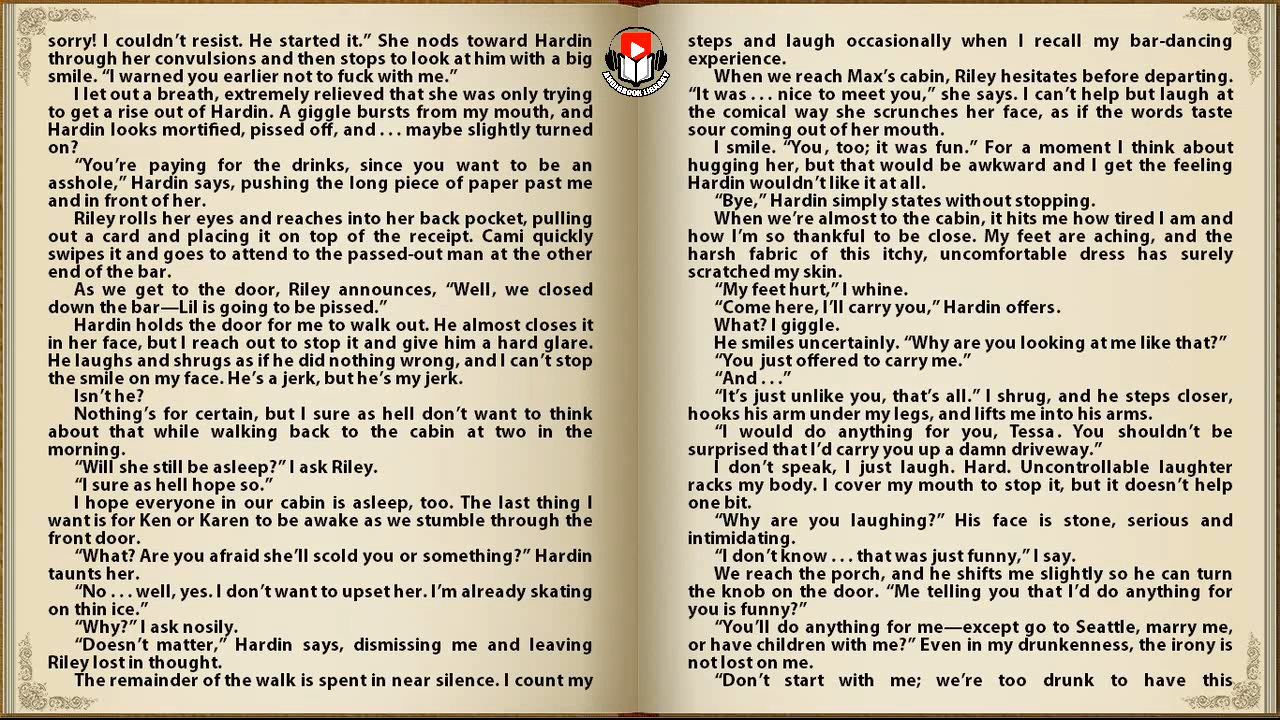 sorry! I couldn’t resist. He started it.” She nods toward Hardin
through her convulsions and then stops to look at him with a big
smile. “I warned you earlier not to fuck with me.”
I let out a breath, extremely relieved that she was only trying
to get a rise out of Hardin. A giggle bursts from my mouth, and
Hardin looks mortified, pissed off, and . . . maybe slightly turned
on?
“You’re paying for the drinks, since you want to be an
asshole,” Hardin says, pushing the long piece of paper past me
and in front of her.
Riley rolls her eyes and reaches into her back pocket, pulling
out a card and placing it on top of the receipt. Cami quickly
swipes it and goes to attend to the passed-out man at the other
end of the bar.
As we get to the door, Riley announces, “Well, we closed
down the bar—Lil is going to be pissed.”
Hardin holds the door for me to walk out. He almost closes it
in her face, but I reach out to stop it and give him a hard glare.
He laughs and shrugs as if he did nothing wrong, and I can’t stop
the smile on my face. He’s a jerk, but he’s my jerk.
Isn’t he?
Nothing’s for certain, but I sure as hell don’t want to think
about that while walking back to the cabin at two in the
morning.
“Will she still be asleep?” I ask Riley.
“I sure as hell hope so.”
I hope everyone in our cabin is asleep, too. The last thing I
want is for Ken or Karen to be awake as we stumble through the
front door.
“What? Are you afraid she’ll scold you or something?” Hardin
taunts her.
“No . . . well, yes. I don’t want to upset her. I’m already skating
on thin ice.”
“Why?” I ask nosily.
“Doesn’t matter,” Hardin says, dismissing me and leaving
Riley lost in thought.
The remainder of the walk is spent in near silence. I count my
AUDIOBOOK LIBRARY
steps and laugh occasionally when I recall my bar-dancing
experience.
When we reach Max’s cabin, Riley hesitates before departing.
“It was . . . nice to meet you,” she says. I can’t help but laugh at
the comical way she scrunches her face, as if the words taste
sour coming out of her mouth.
I smile. “You, too; it was fun.” For a moment I think about
hugging her, but that would be awkward and I get the feeling
Hardin wouldn’t like it at all.
“Bye,” Hardin simply states without stopping.
When we’re almost to the cabin, it hits me how tired I am and
how I’m so thankful to be close. My feet are aching, and the
harsh fabric of this itchy, uncomfortable dress has surely
scratched my skin.
“My feet hurt,” I whine.
“Come here, I’ll carry you,” Hardin offers.
What? I giggle.
He smiles uncertainly. “Why are you looking at me like that?”
“You just offered to carry me.”
“And . . .”
“It’s just unlike you, that’s all.” I shrug, and he steps closer,
hooks his arm under my legs, and lifts me into his arms.
“I would do anything for you, Tessa. You shouldn’t be
surprised that I’d carry you up a damn driveway.”
I don’t speak, I just laugh. Hard. Uncontrollable laughter
racks my body. I cover my mouth to stop it, but it doesn’t help
one bit.
“Why are you laughing?” His face is stone, serious and
intimidating.
“I don’t know . . . that was just funny,” I say.
We reach the porch, and he shifts me slightly so he can turn
the knob on the door. “Me telling you that I’d do anything for
you is funny?”
“You’ll do anything for me—except go to Seattle, marry me,
or have children with me?” Even in my drunkenness, the irony is
not lost on me.
“Don’t start with me; we’re too drunk to have this